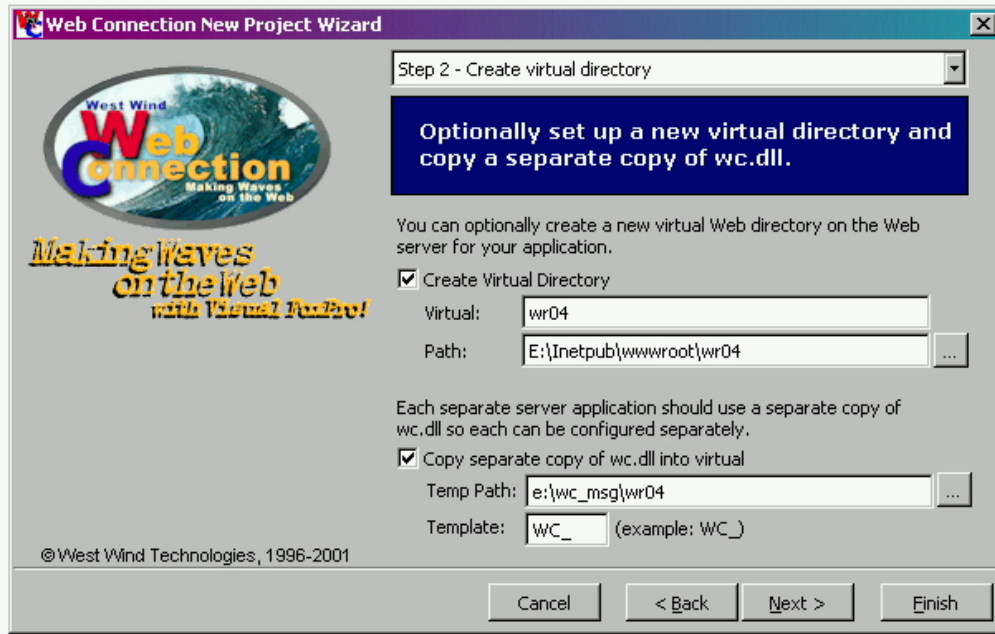 Web Connection New Project Wizard
Step 2 - Create virtual directory
West Wind
Web
Connection
Making Waves
on the Web
Making Waves
on the Web
with Visual FoxPro!
Optionally set up a new virtual directory and
copy a separate copy of wc.dll.
You can optionally create a new virtual Web directory on the Web
server for your application.
Create Virtual Directory
Virtual: wr04
Path: E:\Inetpub\wwwroot\wr04 ...
Each separate server application should use a separate copy of
wc.dll so each can be configured separately.
Copy separate copy of wc.dll into virtual
Temp Path: e:\wc_msg\wr04 ...
Template: WC_ (example: WC_)
©West Wind Technologies, 1996-2001
Cancel < Back Next > Finish